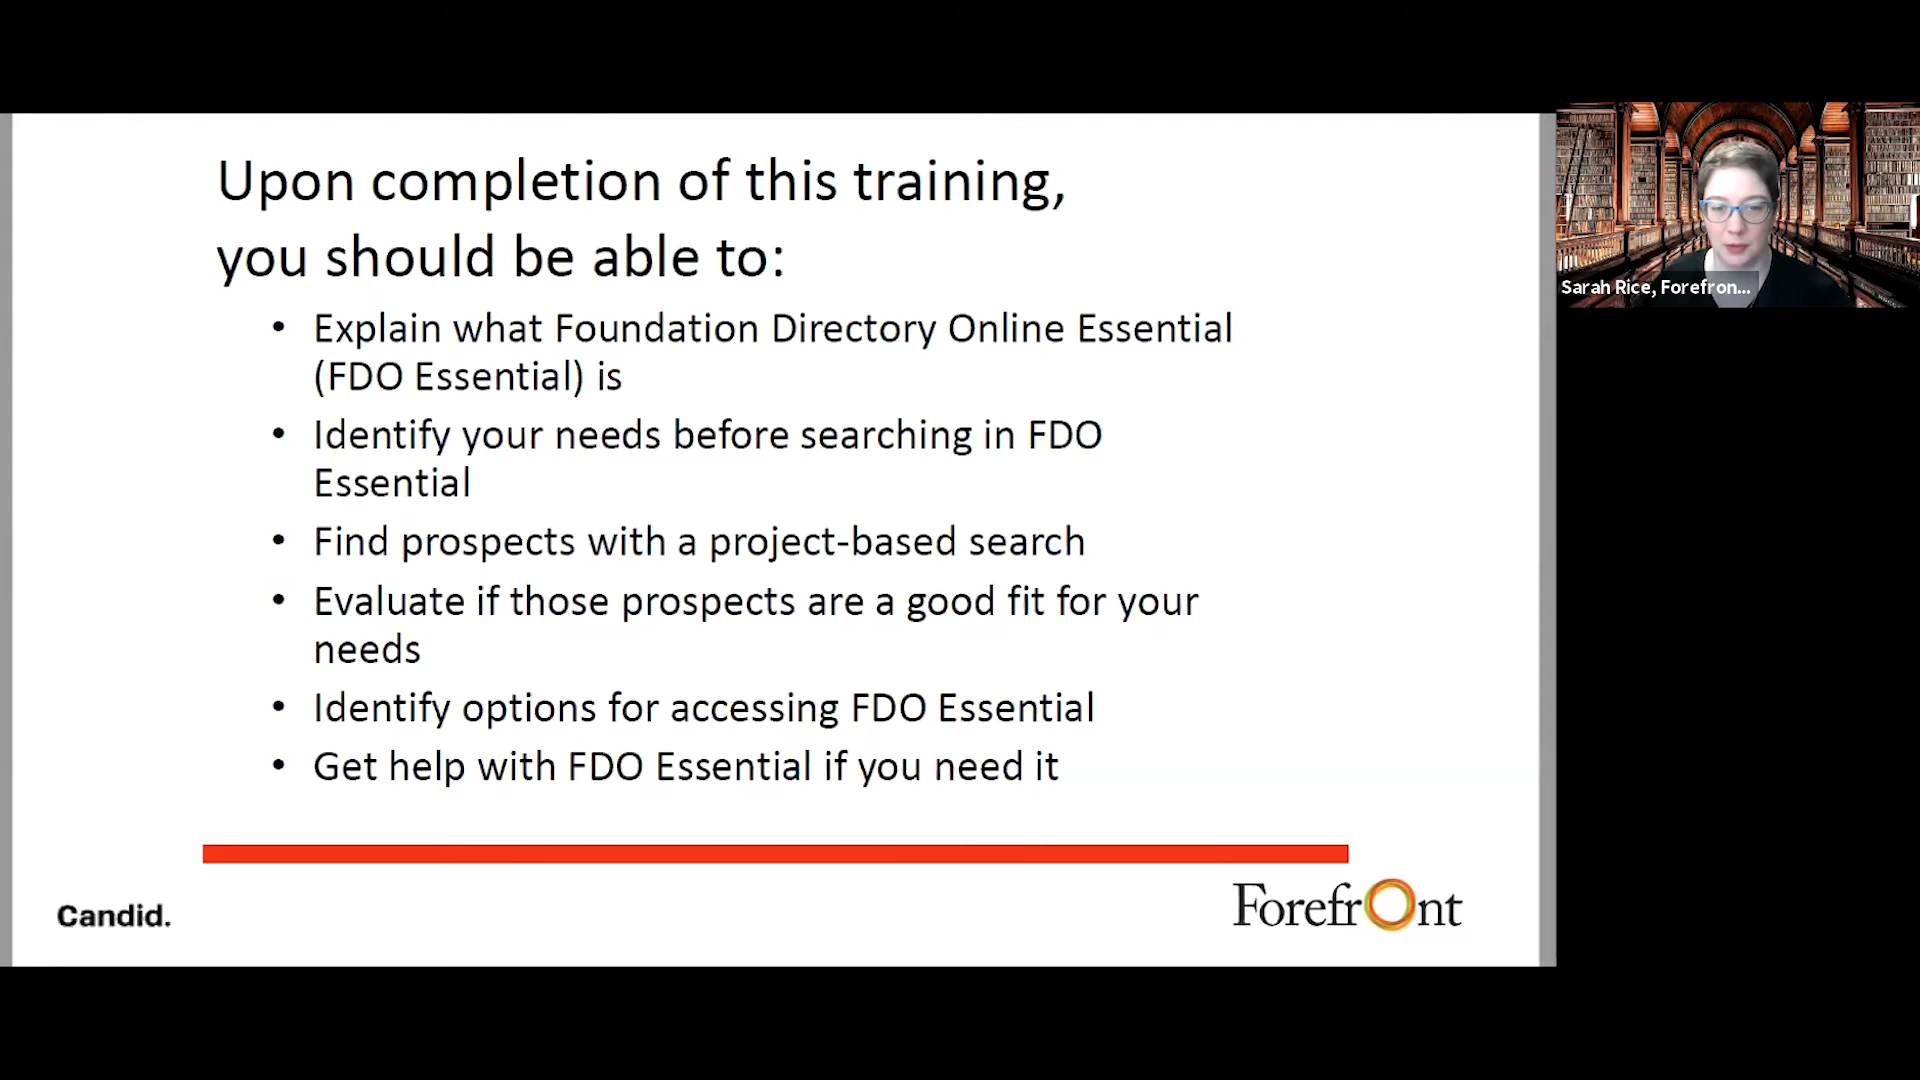 Upon completion of this training,
you should be able to:
• Explain what Foundation Directory Online Essential
(FDO Essential) is
• Identify your needs before searching in FDO
Essential
• Find prospects with a project-based search
• Evaluate if those prospects are a good fit for your
needs
• Identify options for accessing FDO Essential
• Get help with FDO Essential if you need it
Candid.
Forefront
Sarah Rice, Forefron...